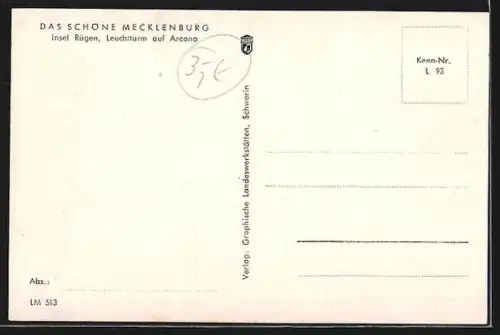 DAS SCHÖNE MECKLENBURG
Insel Rügen, Leuchtturm auf Arcona
3,-€
Kenn-Nr.
L 93
Verlag: Graphische Landeswerkstätten, Schwerin
Abs.:
LM 513